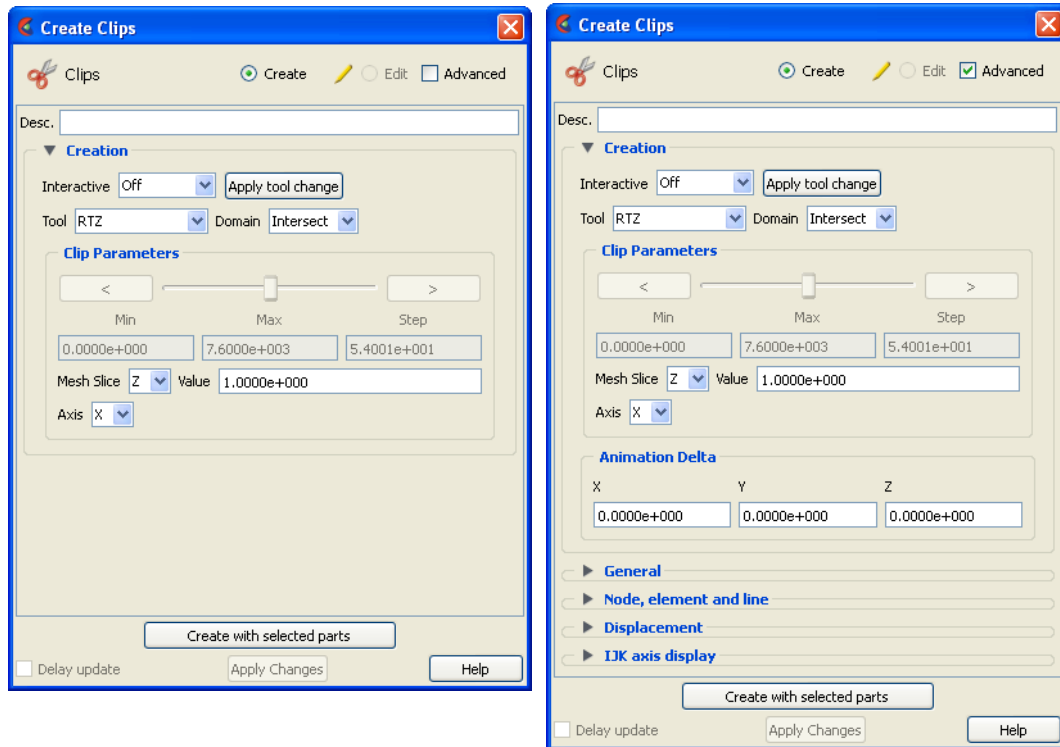 Create Clips
Clips Create Edit Advanced
Desc.
Creation
Interactive Off Apply tool change
Tool RTZ Domain Intersect
Clip Parameters
< >
Min Max Step
0.0000e+000 7.6000e+003 5.4001e+001
Mesh Slice Z Value 1.0000e+000
Axis X
Create with selected parts
Delay update Apply Changes Help
Create Clips
Clips Create Edit Advanced
Desc.
Creation
Interactive Off Apply tool change
Tool RTZ Domain Intersect
Clip Parameters
< >
Min Max Step
0.0000e+000 7.6000e+003 5.4001e+001
Mesh Slice Z Value 1.0000e+000
Axis X
Animation Delta
X Y Z
0.0000e+000 0.0000e+000 0.0000e+000
General
Node, element and line
Displacement
IJK axis display
Create with selected parts
Delay update Apply Changes Help